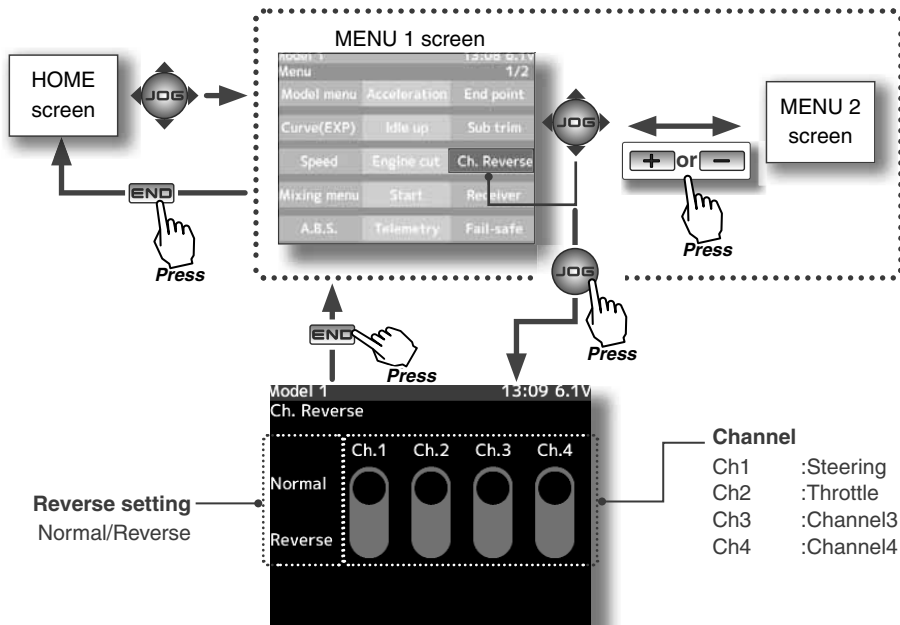 MENU 1 screen
HOME
screen
JOG
Model 1 13:08 6.1V
Menu 1/2
Model menu Acceleration End point
Curve(EXP) Idle up Sub trim
Speed Engine cut Ch. Reverse
Mixing menu Start Receiver
A.B.S. Telemetry Fail-safe
JOG
+ or -
Press
MENU 2
screen
END
Press
JOG
Press
END
Press
Model 1 13:09 6.1V
Ch. Reverse
Ch.1 Ch.2 Ch.3 Ch.4
Normal
Reverse
Reverse setting
Normal/Reverse
Channel
Ch1 :Steering
Ch2 :Throttle
Ch3 :Channel3
Ch4 :Channel4